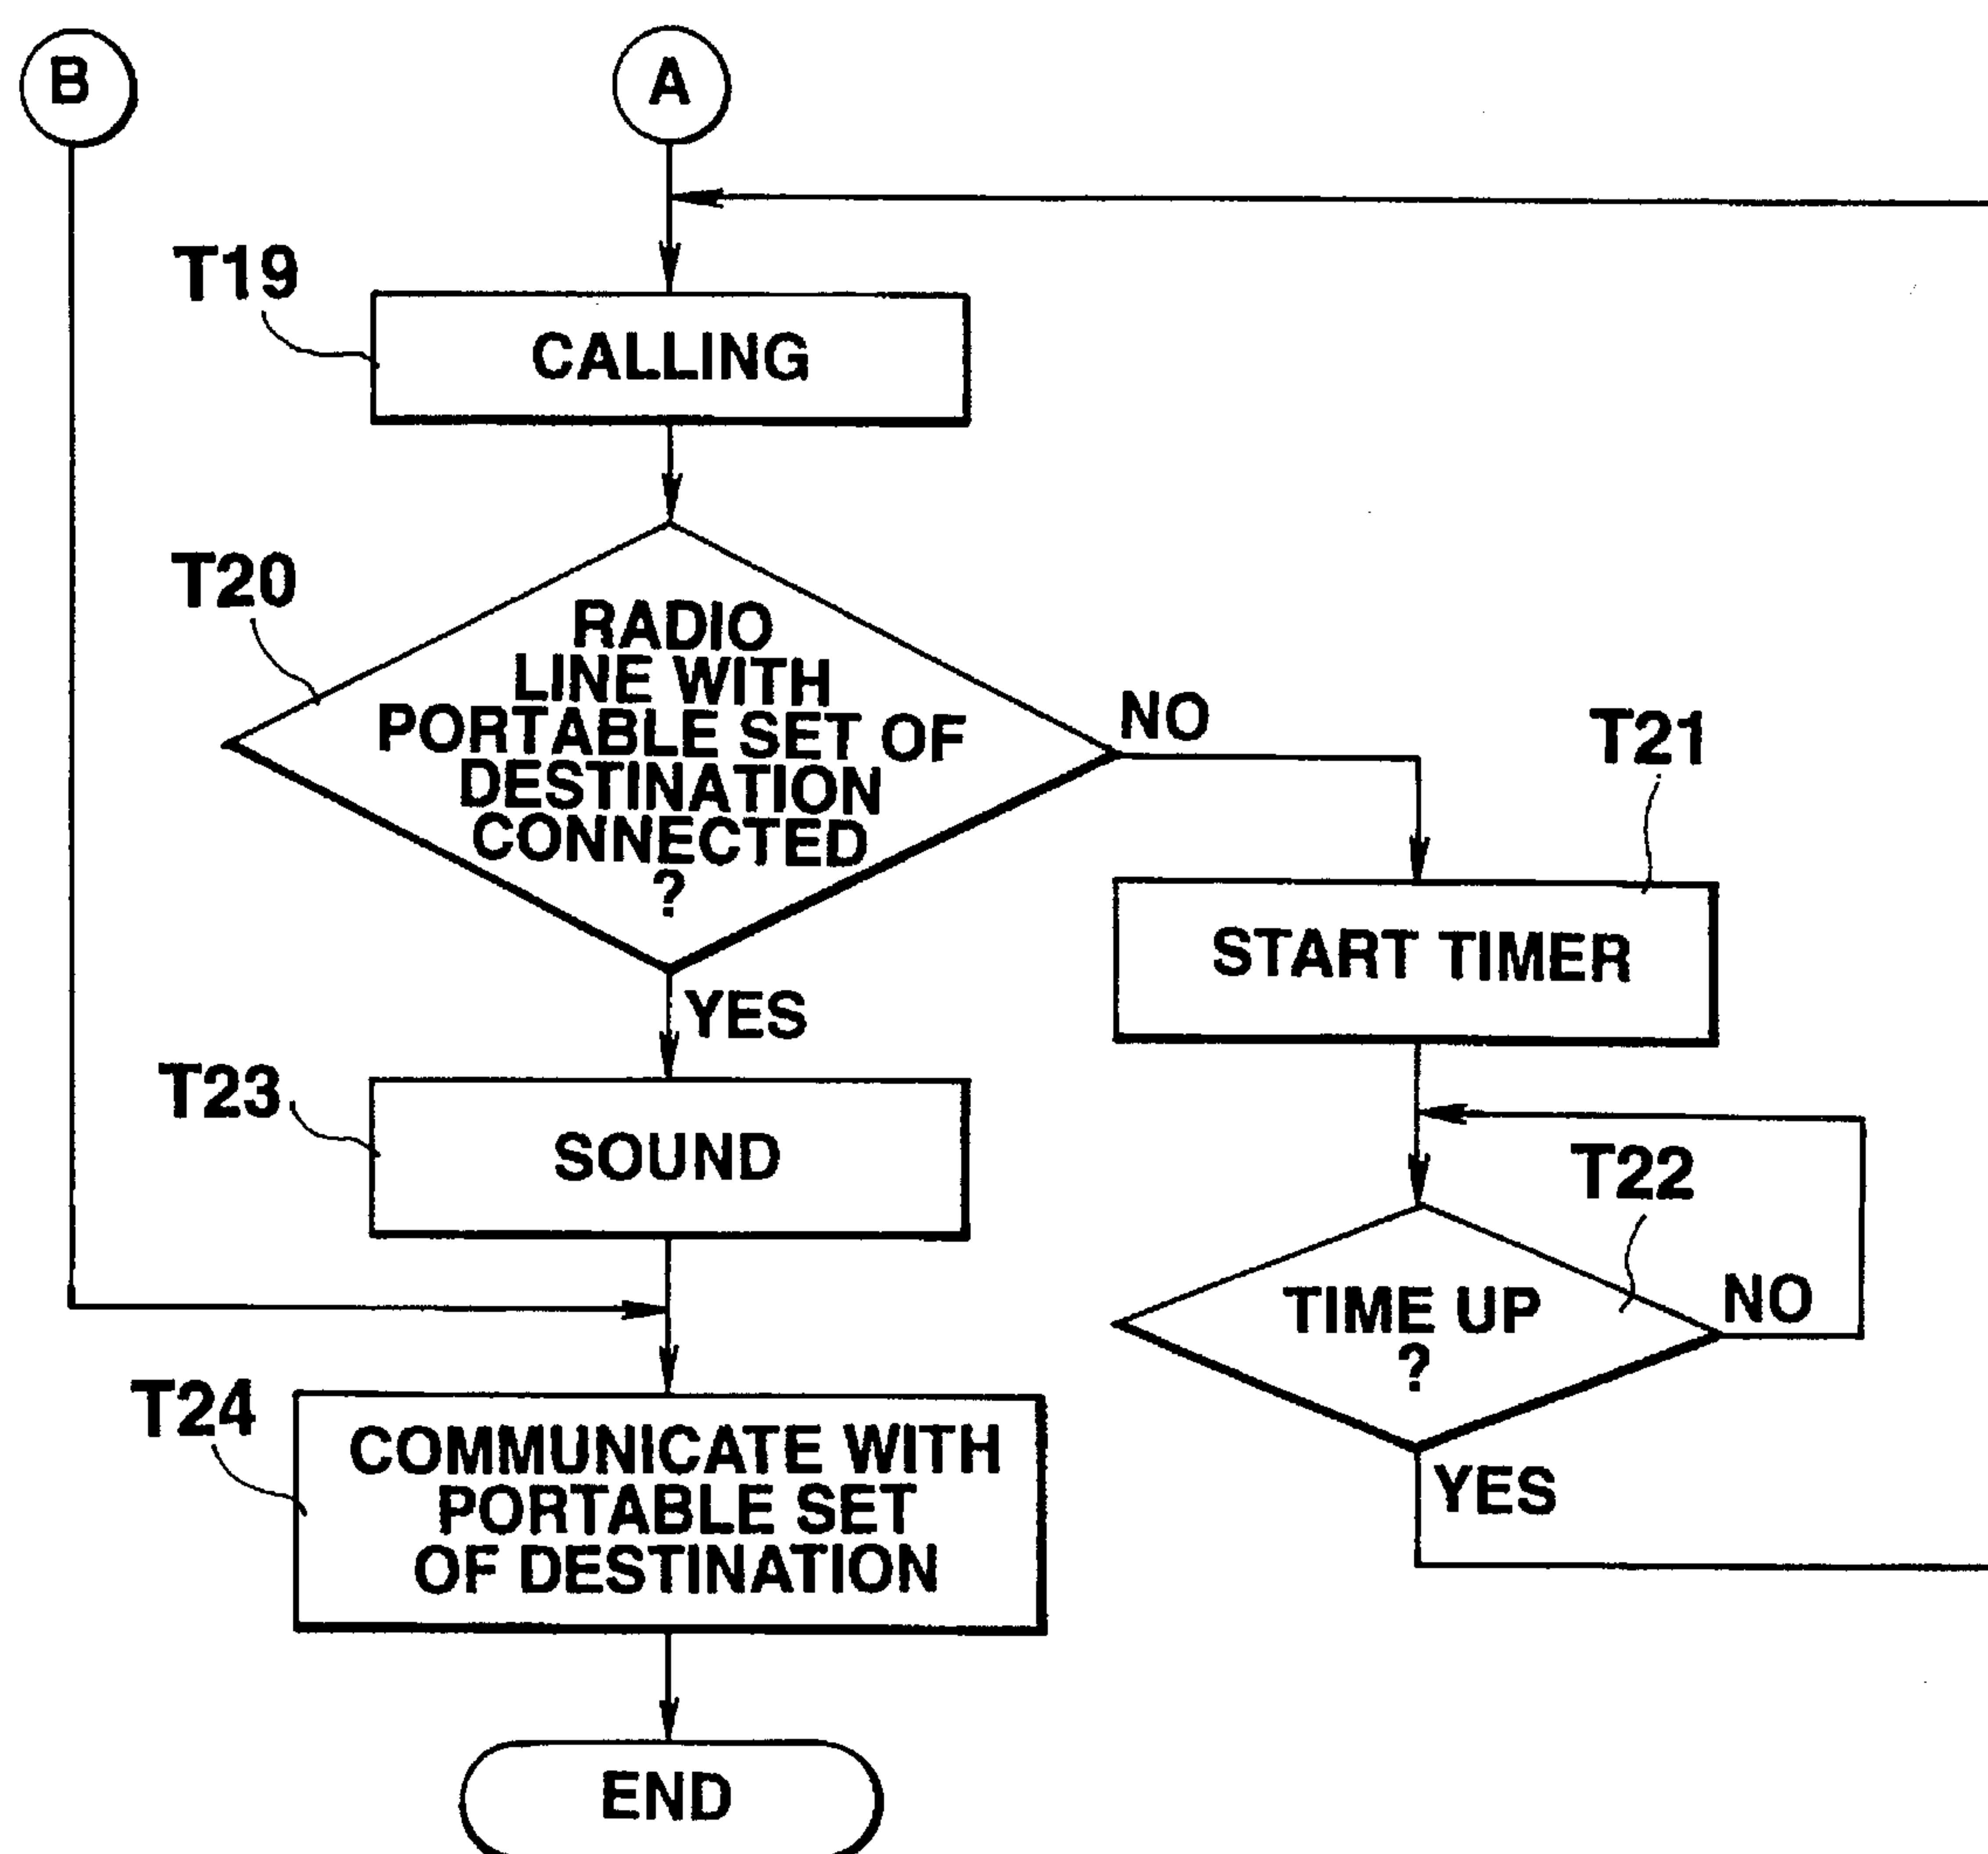 B
A
T19
CALLING
T20
RADIO
LINE WITH
PORTABLE SET OF
DESTINATION
CONNECTED
?
NO
YES
T21
START TIMER
T23
SOUND
T22
TIME UP
?
NO
YES
T24
COMMUNICATE WITH
PORTABLE SET
OF DESTINATION
END